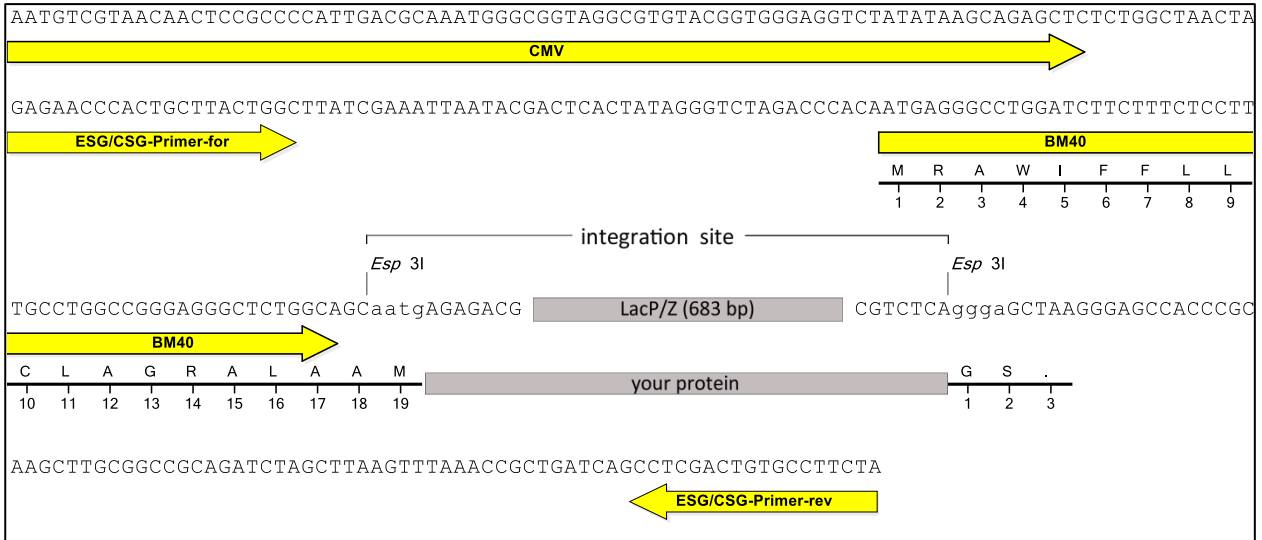 AATGTCGTAACAACTCCGCCCCATTGACGCAAATGGGCGGTAGGCGTGTACGGTGGGAGGTCTATATAAGCAGAGCTCTCTGGCTAACTA
CMV
GAGAACCCACTGCTTACTGGCTTATCGAAATTAATACGACTCACTATAGGGTCTAGACCCACAATGAGGGCCTGGATCTTCTTTCTCCTT
ESG/CSG-Primer-for BM40
M R A W I F F L L
1 2 3 4 5 6 7 8 9
integration site
Esp 3I Esp 3I
TGCCTGGCCGGGAGGGCTCTGGCAGCaatgAGAGACG LacP/Z (683 bp) CGTCTCAgggaGCTAAGGGAGCCACCCGC
BM40
C L A G R A L A A M your protein G S .
10 11 12 13 14 15 16 17 18 19 1 2 3
AAGCTTGCGGCCGCAGATCTAGCTTAAGTTTAAACCGCTGATCAGCCTCGACTGTGCCTTCTA
ESG/CSG-Primer-rev